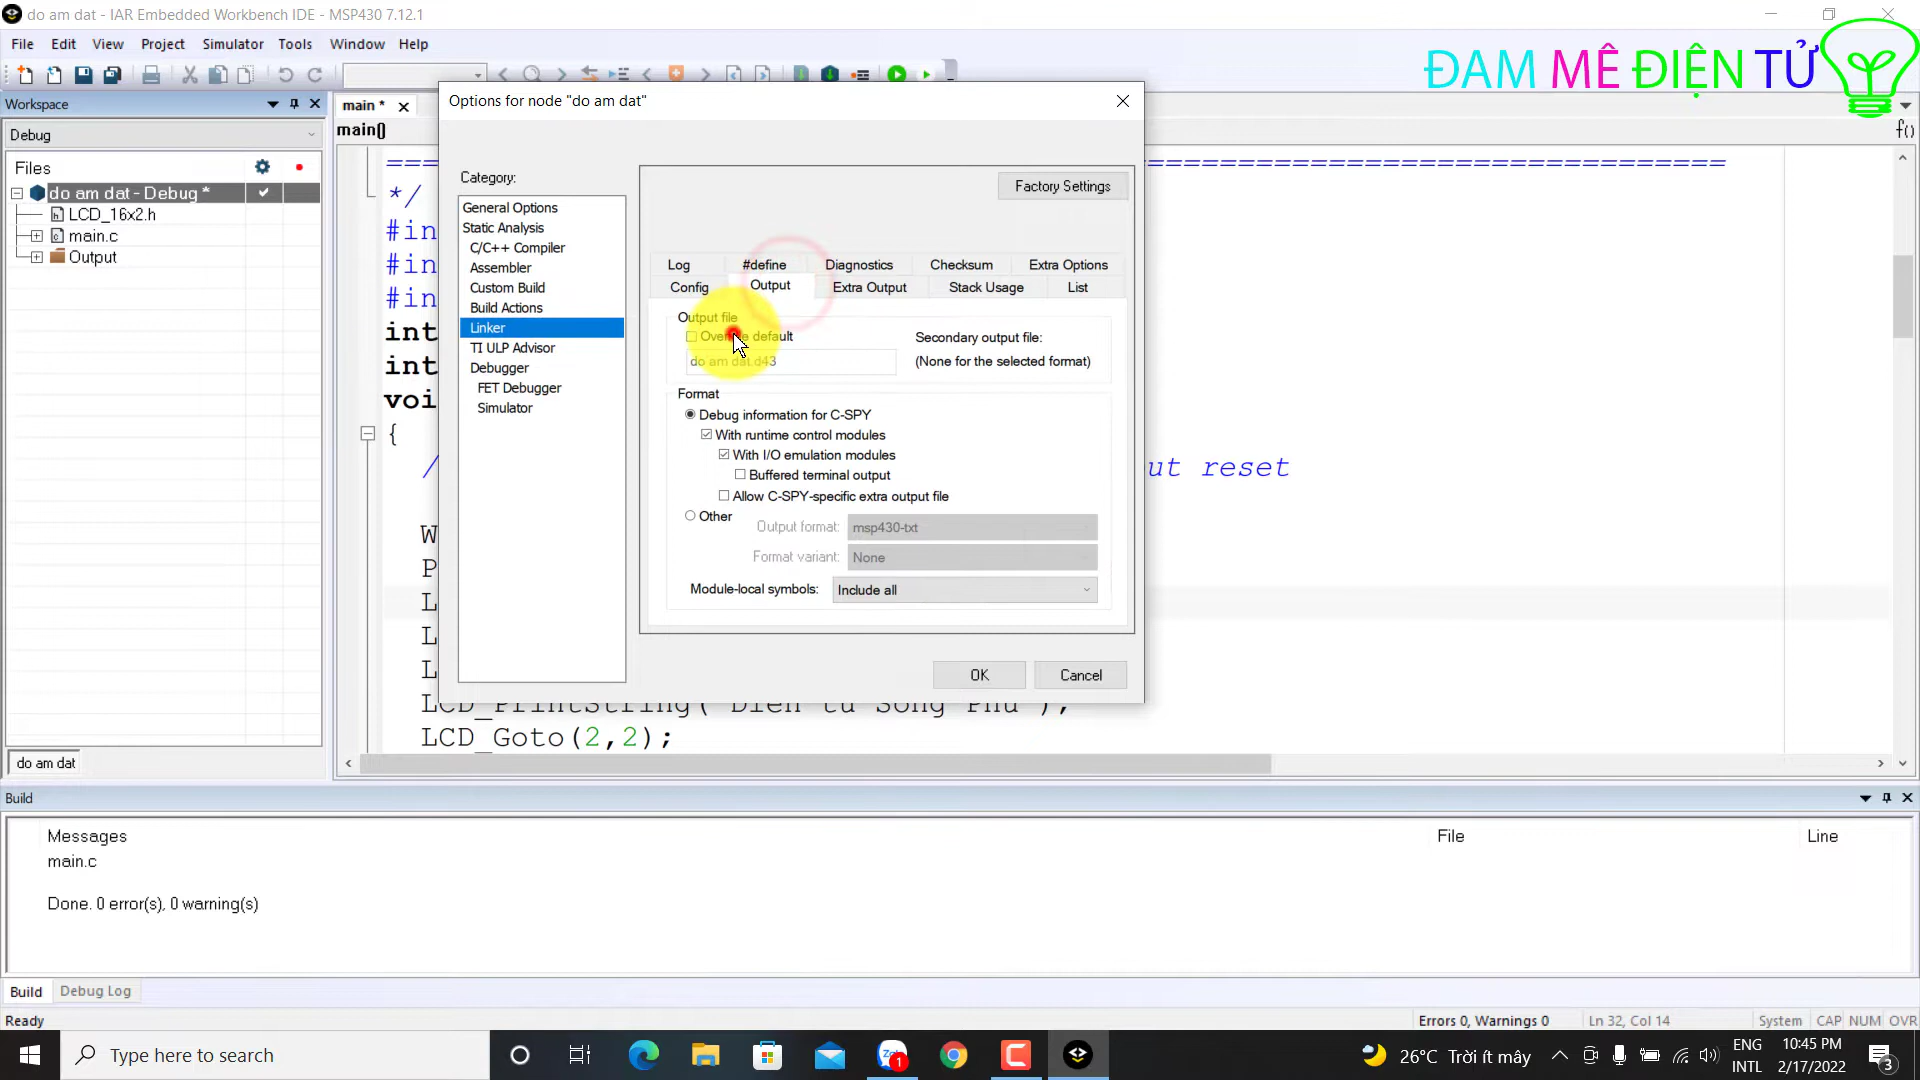 do am dat - IAR Embedded Workbench IDE - MSP430 7.12.1
File Edit View Project Simulator Tools Window Help
ĐAM MÊ ĐIỆN TỬ
Workspace
main *
main()
f()
Debug
Files
do am dat - Debug *
LCD_16x2.h
main.c
Output
do am dat
Options for node "do am dat"
Category:
General Options
Static Analysis
C/C++ Compiler
Assembler
Custom Build
Build Actions
Linker
TI ULP Advisor
Debugger
FET Debugger
Simulator
Factory Settings
Log #define Diagnostics Checksum Extra Options
Config Output Extra Output Stack Usage List
Output file
default
do am dat.d43
Secondary output file:
(None for the selected format)
Format
Debug information for C-SPY
With runtime control modules
With I/O emulation modules
Buffered terminal output
Allow C-SPY-specific extra output file
Other
Output format: msp430-txt
Format variant: None
Module-local symbols: Include all
OK Cancel
*/
#in
#in
#in
int
int
voi
{
/ ut reset
W
P
L
L
L
LCD_PrintString(
LCD_Goto(2,2);
Build
Messages File Line
main.c
Done. 0 error(s), 0 warning(s)
Build Debug Log
Ready
Errors 0, Warnings 0 Ln 32, Col 14 System CAP NUM OVR
Type here to search
1
26°C Trời ít mây
ENG
INTL
10:45 PM
2/17/2022
3